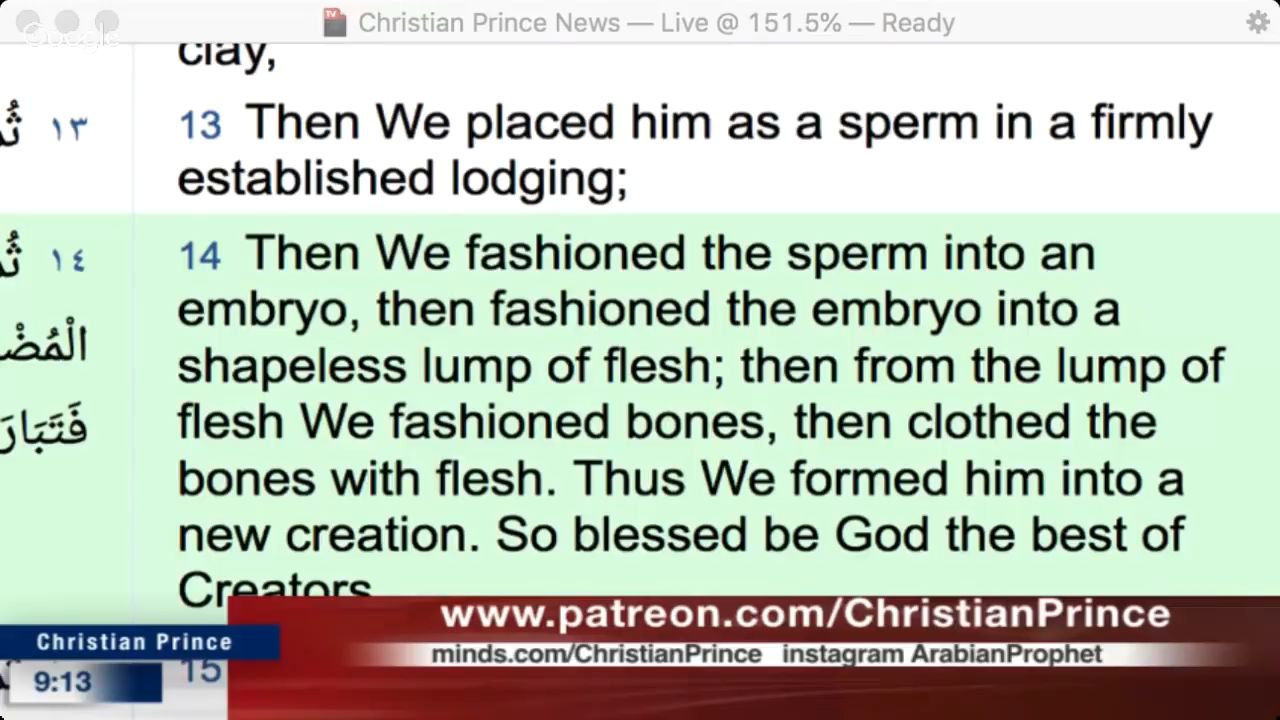 Christian Prince News — Live @ 151.5% — Ready
Google
clay,
١٣
13 Then We placed him as a sperm in a firmly
established lodging;
١٤
14 Then We fashioned the sperm into an
embryo, then fashioned the embryo into a
shapeless lump of flesh; then from the lump of
flesh We fashioned bones, then clothed the
bones with flesh. Thus We formed him into a
new creation. So blessed be God the best of
Creators
www.patreon.com/ChristianPrince
Christian Prince
minds.com/ChristianPrince instagram ArabianProphet
9:13
15